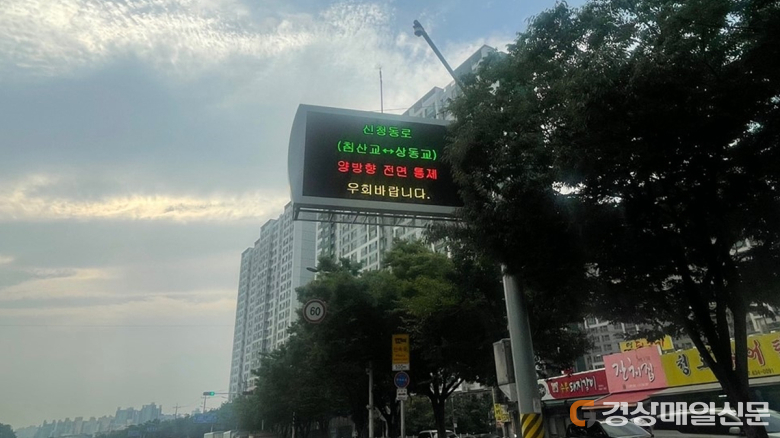 신청동로
(침산교↔상동교)
양방향 전면 통제
우회바랍니다.
60
경상매일신문